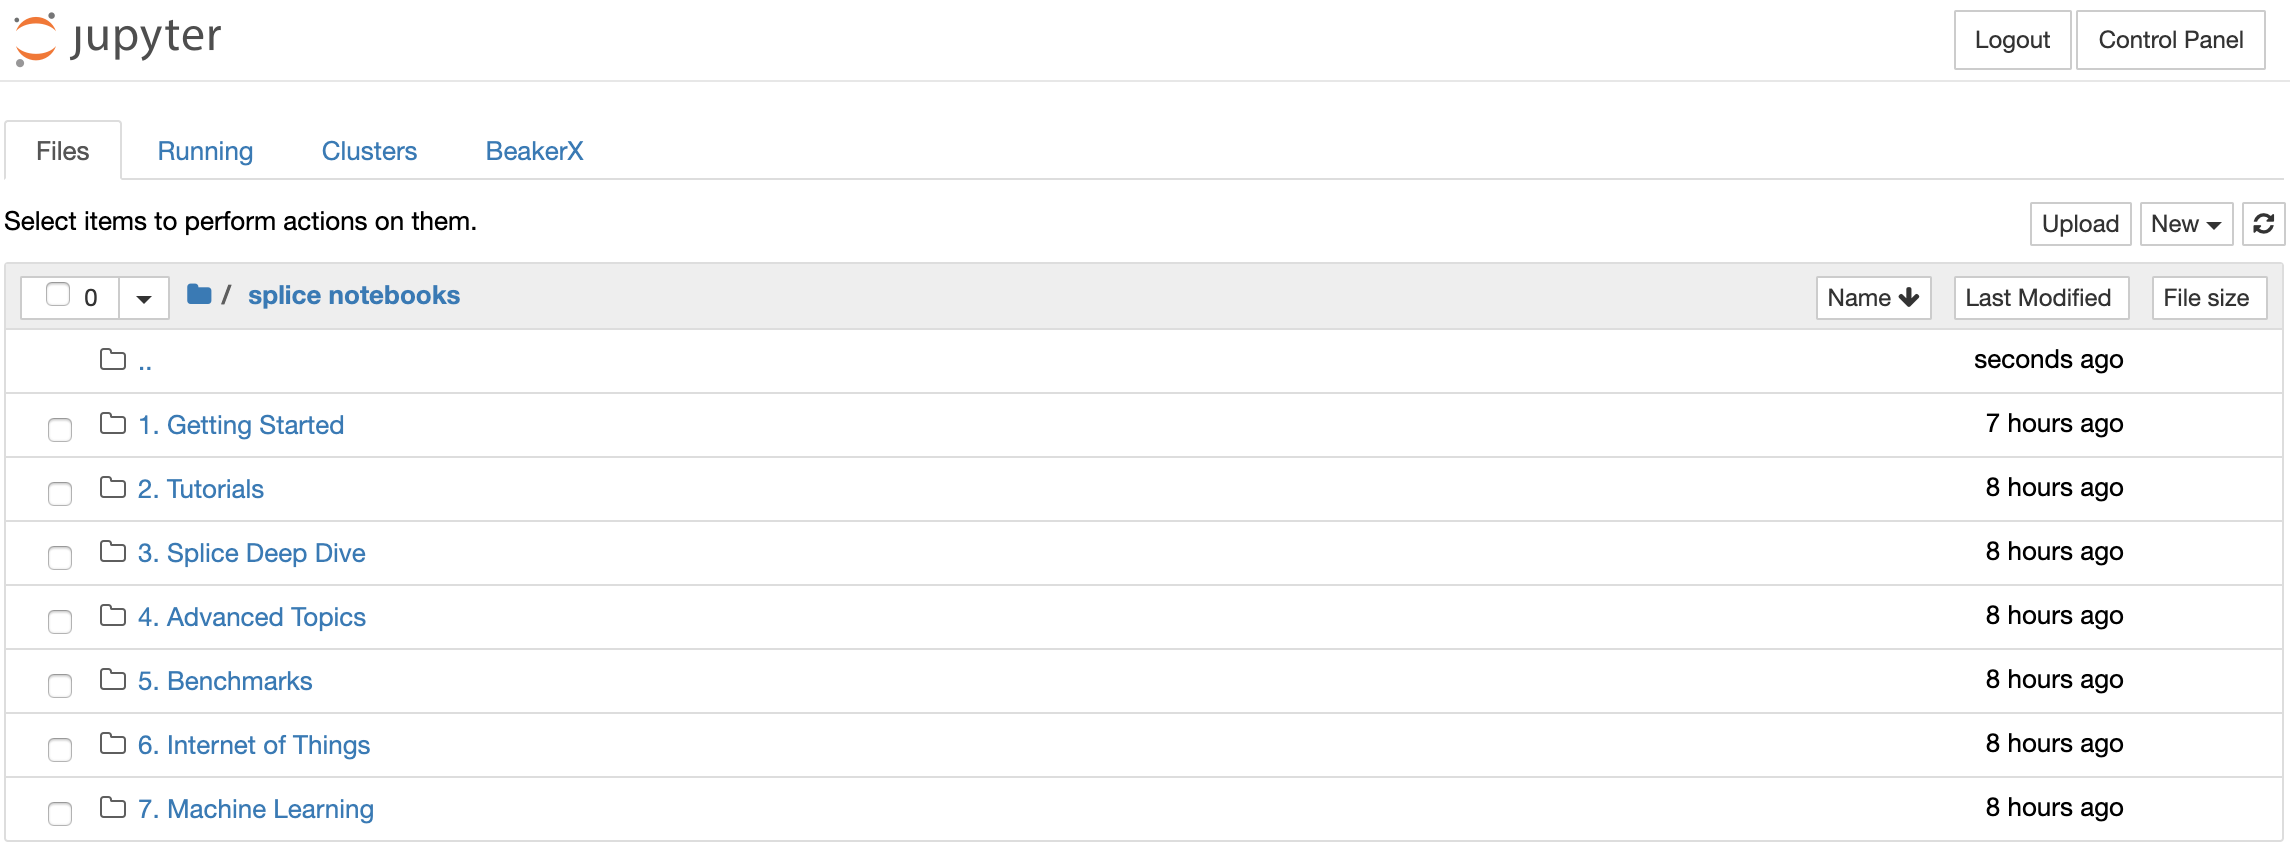 jupyter
Logout Control Panel
Files Running Clusters BeakerX
Select items to perform actions on them.
Upload New
0 / splice notebooks Name Last Modified File size
.. seconds ago
1. Getting Started 7 hours ago
2. Tutorials 8 hours ago
3. Splice Deep Dive 8 hours ago
4. Advanced Topics 8 hours ago
5. Benchmarks 8 hours ago
6. Internet of Things 8 hours ago
7. Machine Learning 8 hours ago